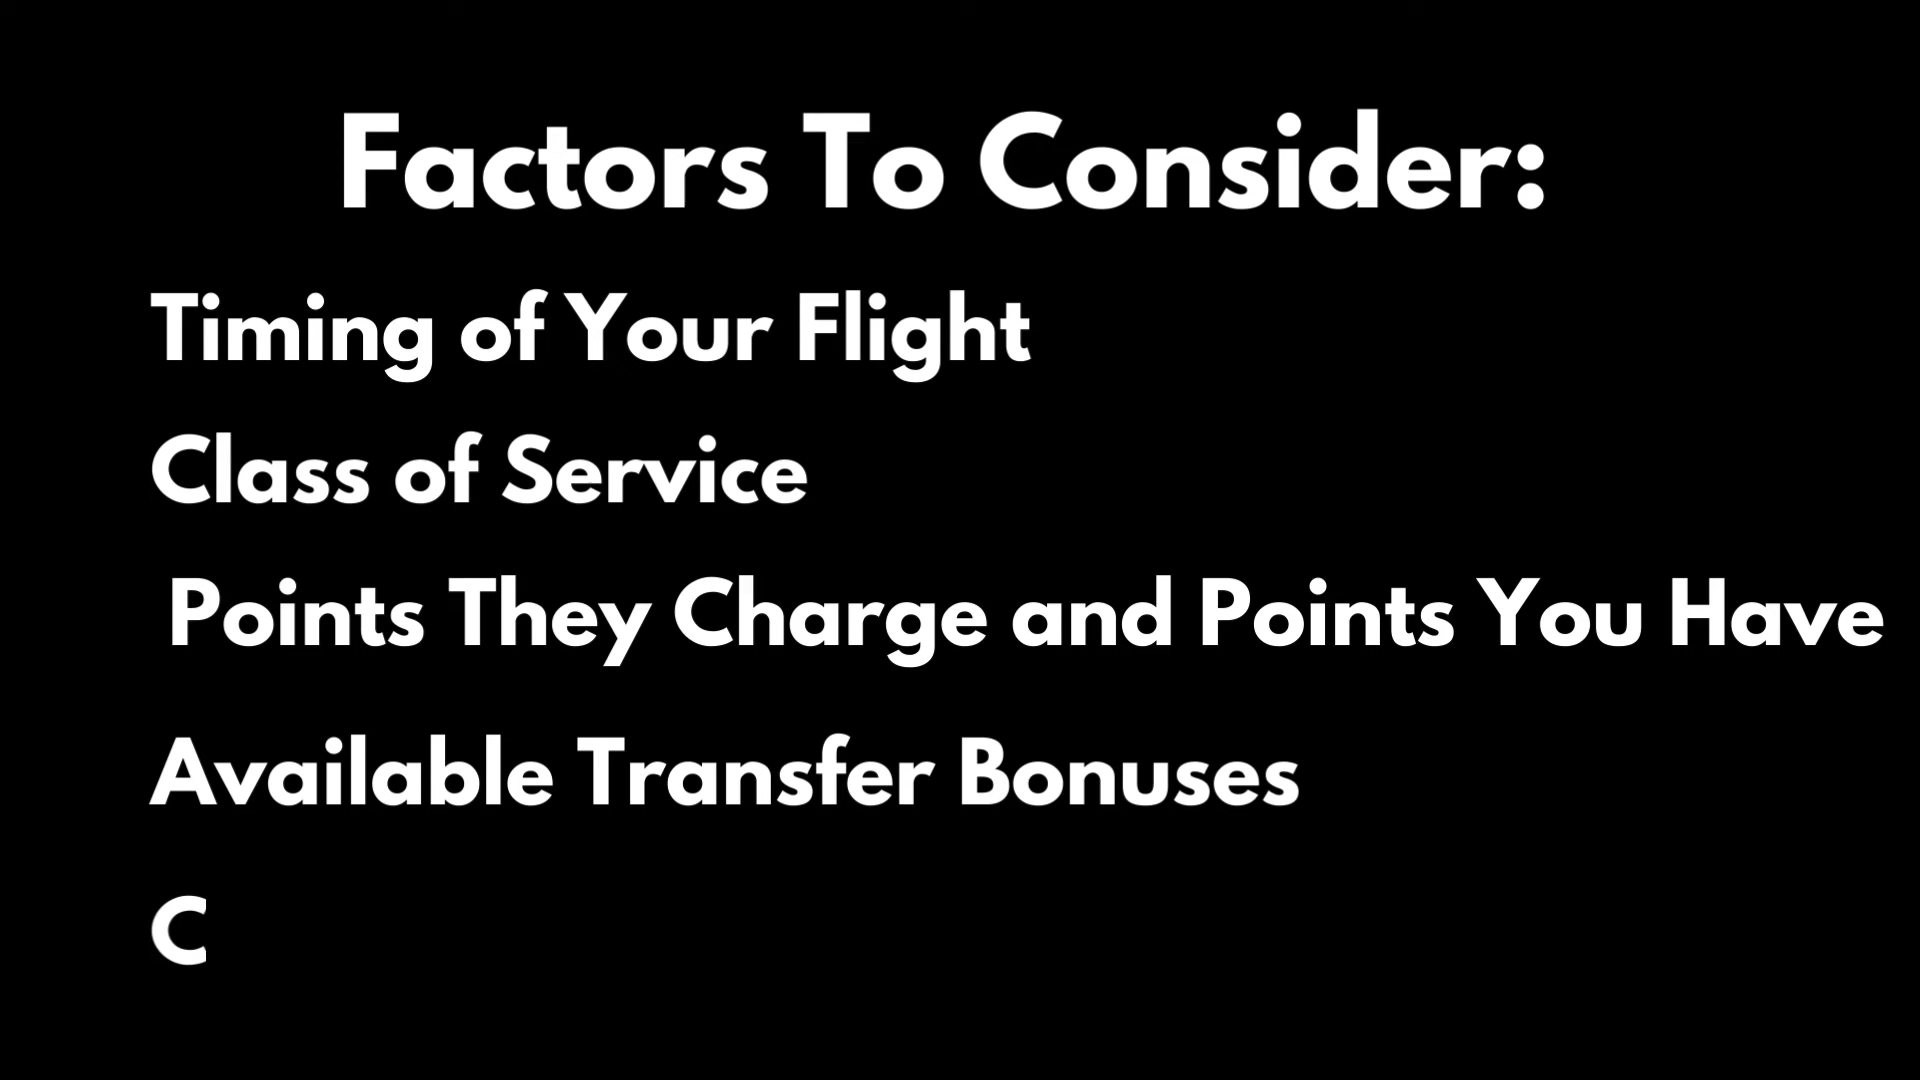 Factors To Consider:
Timing of Your Flight
Class of Service
Points They Charge and Points You Have
Available Transfer Bonuses
C